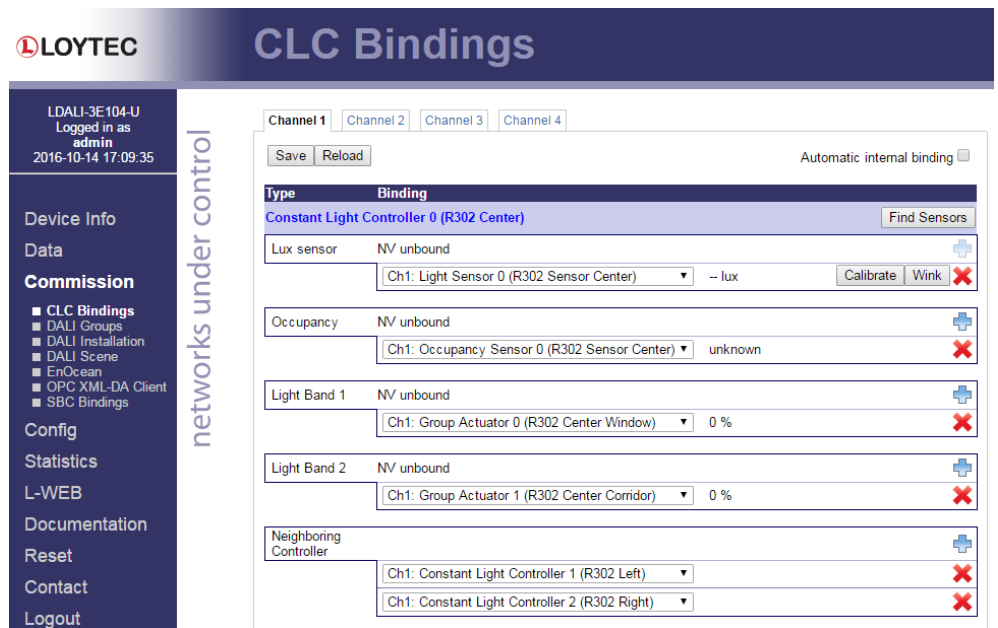 LOYTEC
CLC Bindings
LDALI-3E104-U
Logged in as
admin
2016-10-14 17:09:35
Device Info
Data
Commission
CLC Bindings
DALI Groups
DALI Installation
DALI Scene
EnOcean
OPC XML-DA Client
SBC Bindings
Config
Statistics
L-WEB
Documentation
Reset
Contact
Logout
networks under control
Channel 1 Channel 2 Channel 3 Channel 4
Save Reload Automatic internal binding
Type Binding
Constant Light Controller 0 (R302 Center) Find Sensors
Lux sensor NV unbound
Ch1: Light Sensor 0 (R302 Sensor Center) -- lux Calibrate Wink
Occupancy NV unbound
Ch1: Occupancy Sensor 0 (R302 Sensor Center) unknown
Light Band 1 NV unbound
Ch1: Group Actuator 0 (R302 Center Window) 0 %
Light Band 2 NV unbound
Ch1: Group Actuator 1 (R302 Center Corridor) 0 %
Neighboring
Controller
Ch1: Constant Light Controller 1 (R302 Left)
Ch1: Constant Light Controller 2 (R302 Right)